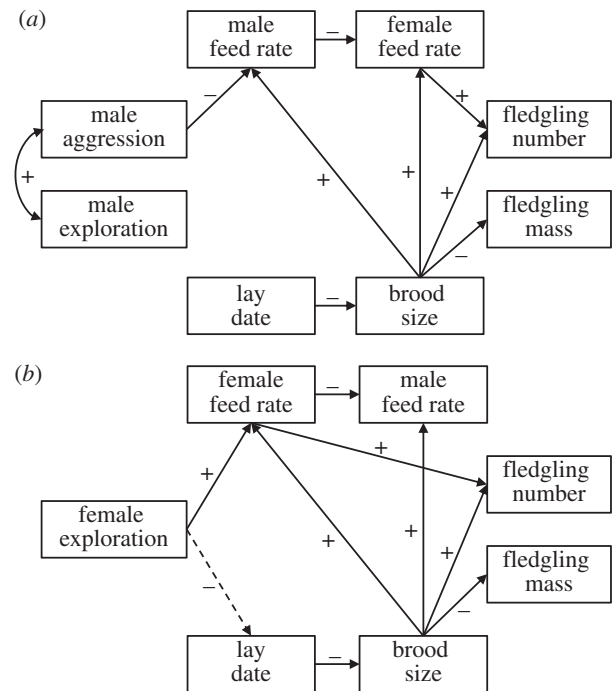 (a)
male
feed rate
–
female
feed rate
–
+
male
aggression
fledgling
number
+
+
+
+
male
exploration
fledgling
mass
–
lay
date
–
brood
size
(b)
female
feed rate
–
male
feed rate
+
+
fledgling
number
female
exploration
+
+
+
fledgling
mass
–
–
lay
date
–
brood
size